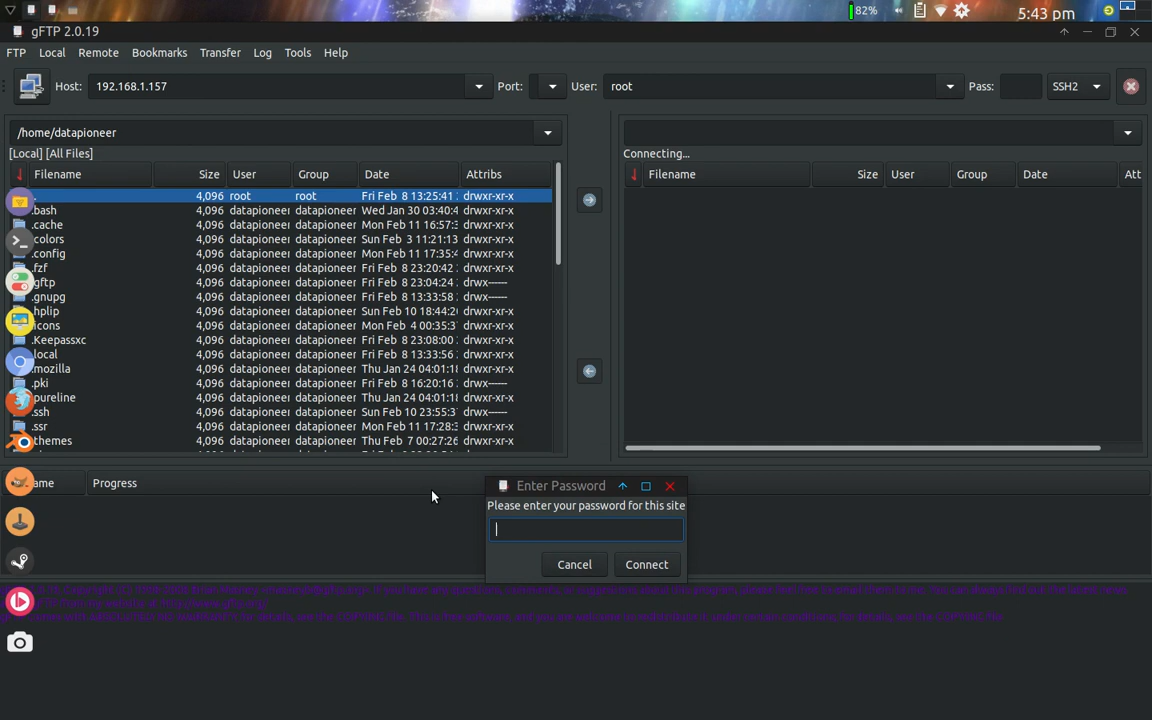 82%
5:43 pm
gFTP 2.0.19
FTP Local Remote Bookmarks Transfer Log Tools Help
Host: 192.168.1.157 Port: User: root Pass: SSH2
/home/datapioneer
[Local] [All Files]
Connecting...
Filename Size User Group Date Attribs
Filename Size User Group Date Att
4,096 root root Fri Feb 8 13:25:41 drwxr-xr-x
.bash 4,096 datapioneer datapioneer Wed Jan 30 03:40:4 drwxr-xr-x
.cache 4,096 datapioneer datapioneer Mon Feb 11 16:57:3 drwxr-xr-x
colors 4,096 datapioneer datapioneer Sun Feb 3 11:21:13 drwxr-xr-x
.config 4,096 datapioneer datapioneer Mon Feb 11 17:35:4 drwxr-xr-x
.fzf 4,096 datapioneer datapioneer Fri Feb 8 23:20:42 drwxr-xr-x
gftp 4,096 datapioneer datapioneer Fri Feb 8 23:04:24 drwx------
.gnupg 4,096 datapioneer datapioneer Fri Feb 8 13:33:58 drwx------
hplip 4,096 datapioneer datapioneer Sun Feb 10 18:44:2 drwxr-xr-x
icons 4,096 datapioneer datapioneer Mon Feb 4 00:35:3 drwxr-xr-x
.Keepassxc 4,096 datapioneer datapioneer Fri Feb 8 23:08:00 drwxr-xr-x
local 4,096 datapioneer datapioneer Fri Feb 8 13:33:56 drwxr-xr-x
.mozilla 4,096 datapioneer datapioneer Thu Jan 24 04:01:1 drwxr-xr-x
.pki 4,096 datapioneer datapioneer Fri Feb 8 16:20:16 drwx------
pureline 4,096 datapioneer datapioneer Thu Jan 24 04:01:1 drwxr-xr-x
.ssh 4,096 datapioneer datapioneer Sun Feb 10 23:55:3 drwx------
.ssr 4,096 datapioneer datapioneer Mon Feb 11 17:28:3 drwxr-xr-x
themes 4,096 datapioneer datapioneer Thu Feb 7 00:27:26 drwxr-xr-x
ame Progress
Enter Password
Please enter your password for this site
Cancel Connect